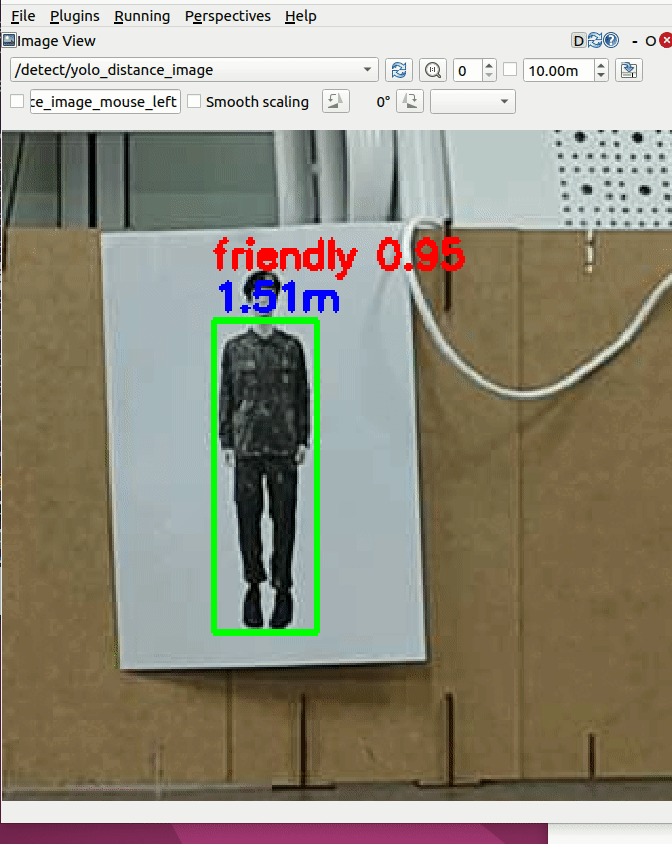 File Plugins Running Perspectives Help
Image View D - O
/detect/yolo_distance_image 0 10.00m
ce_image_mouse_left Smooth scaling 0°
friendly 0.95
1.51m